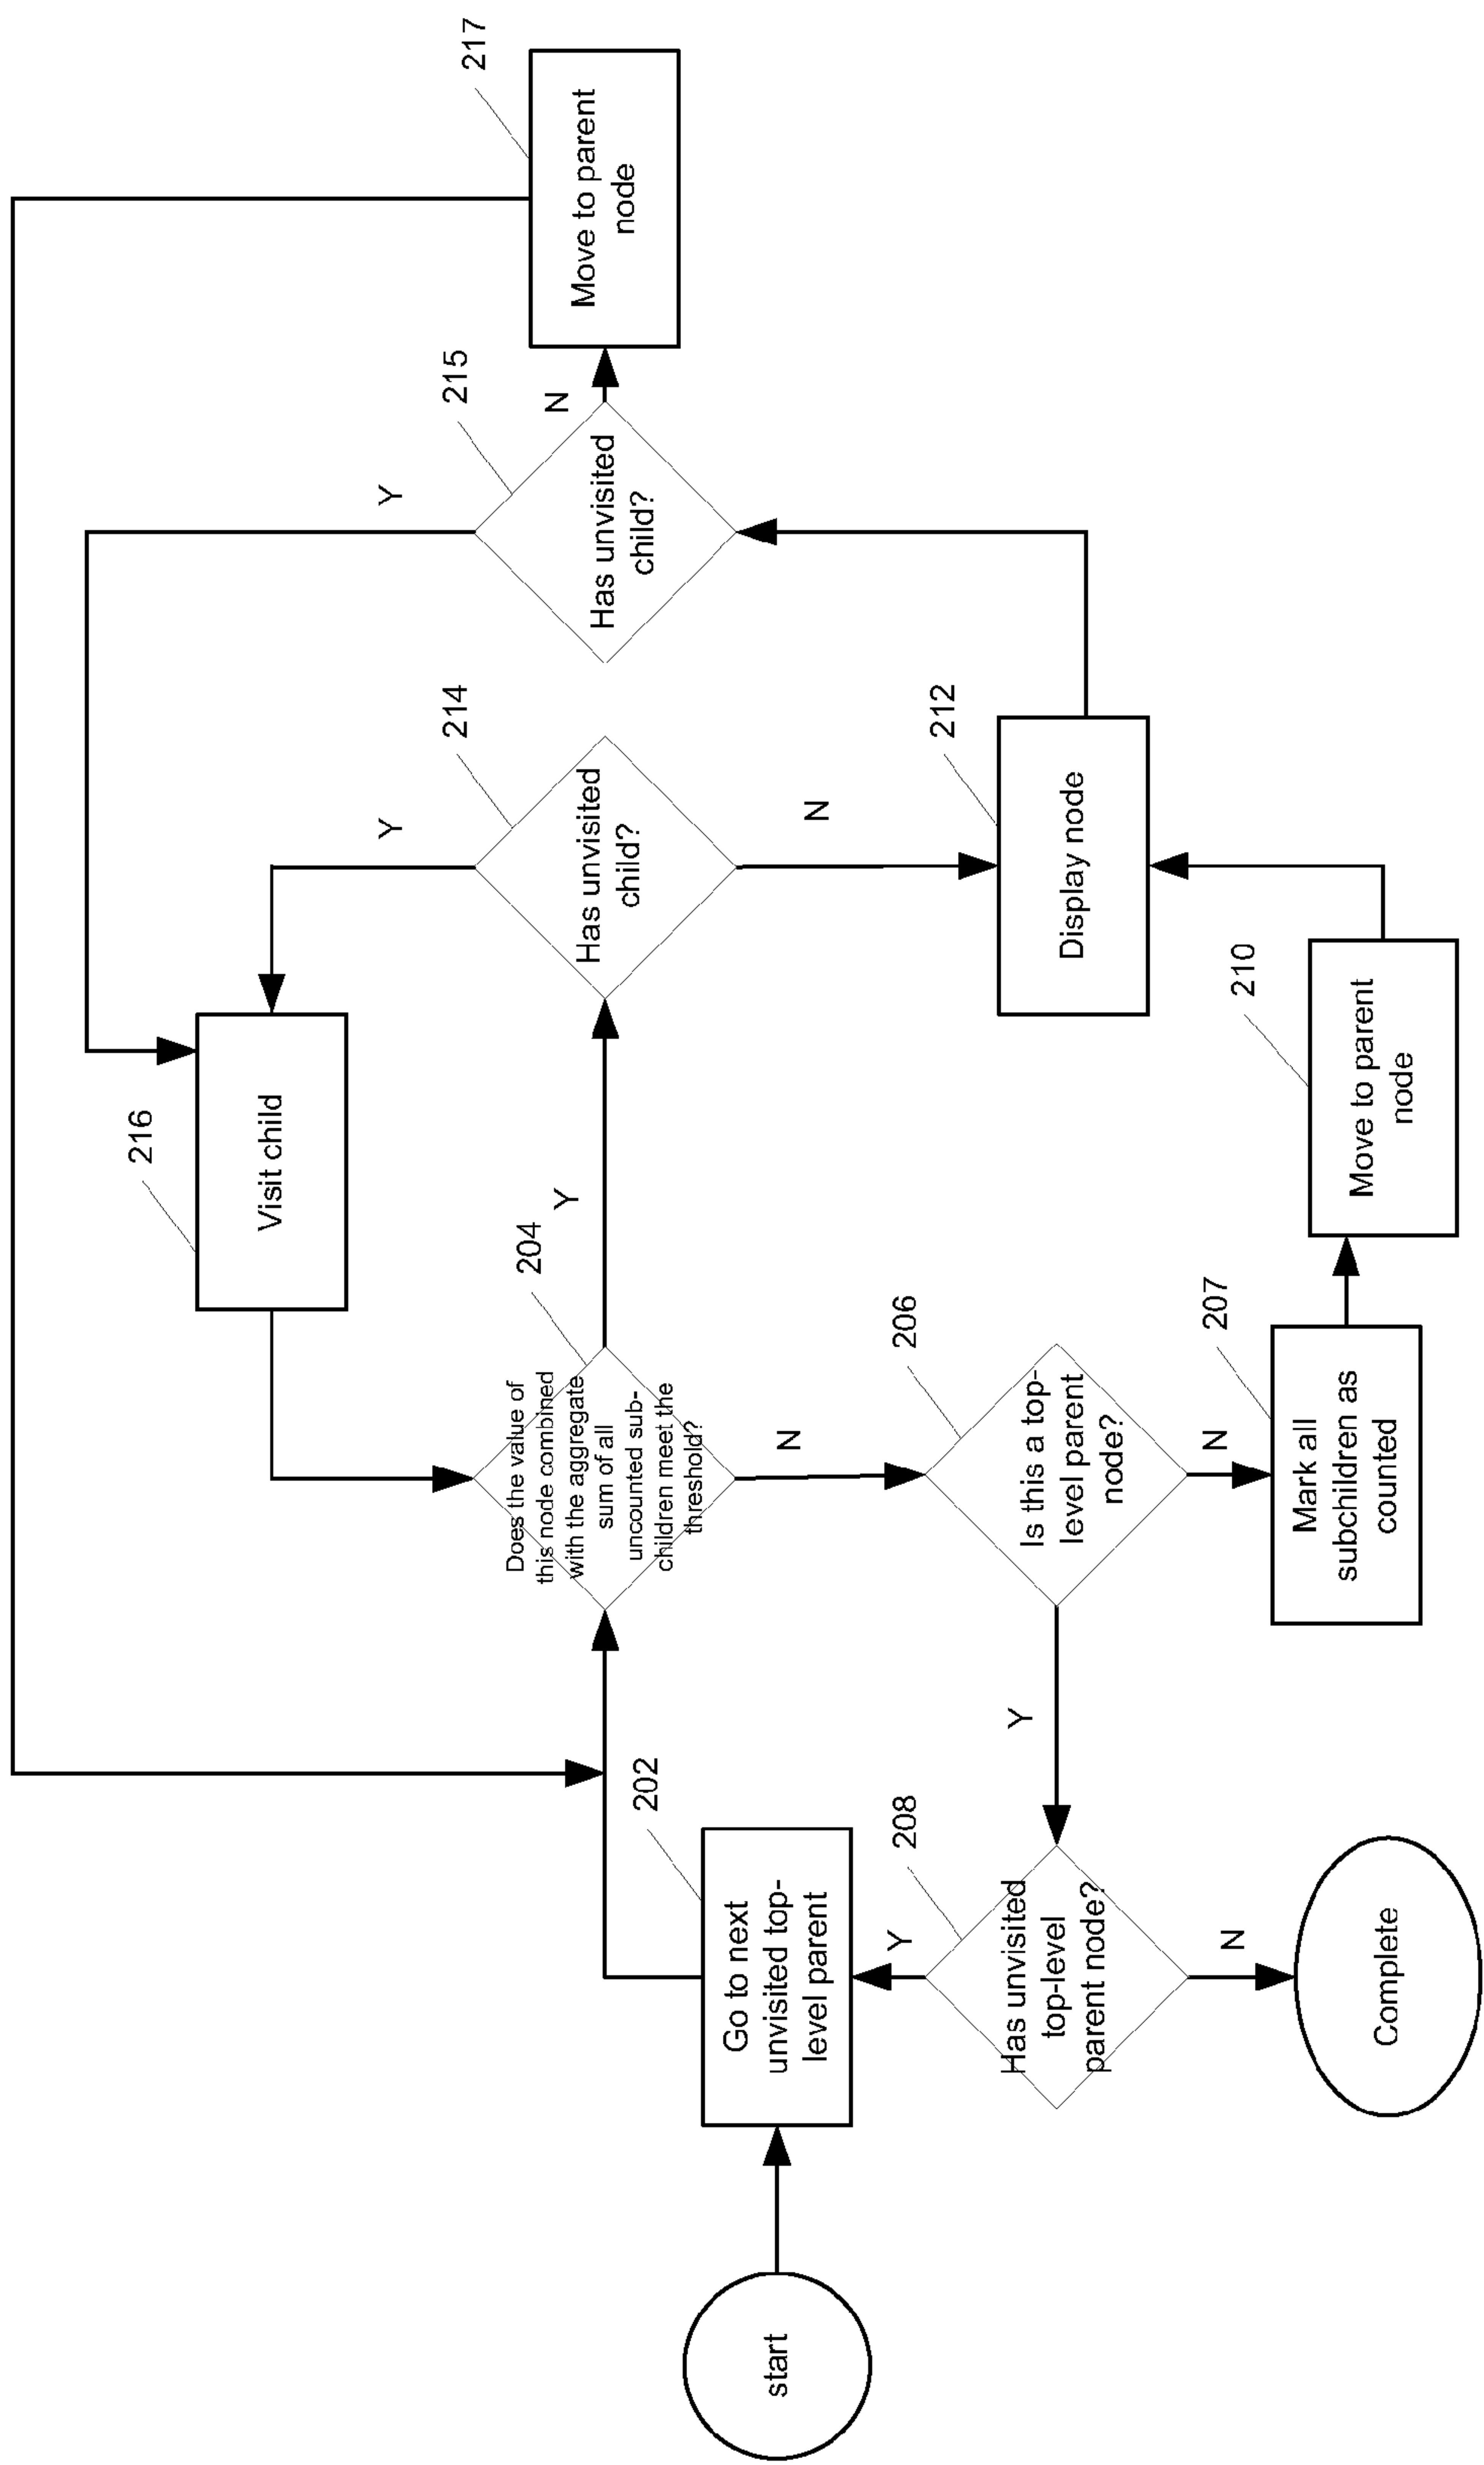 216
Visit child
Y
Y
217
Move to parent
node
215
Has unvisited
child?
N
214
Has unvisited
child?
N
204
Does the value of
this node combined
with the aggregate
sum of all
uncounted sub-
children meet the
threshold?
Y
N
202
Go to next
unvisited top-
level parent
start
208
Has unvisited
top-level
parent node?
Y
N
Y
206
Is this a top-
level parent
node?
N
212
Display node
207
Mark all
subchildren as
counted
210
Move to parent
node
Complete